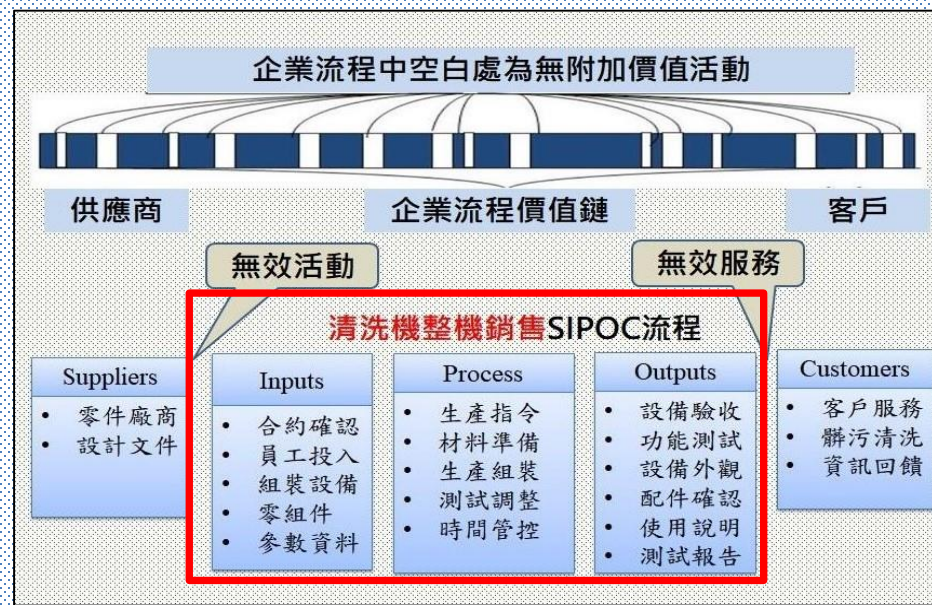 企業流程中空白處為無附加價值活動
供應商
企業流程價值鏈
客戶
無效活動
無效服務
清洗機整機銷售SIPOC流程
Suppliers
• 零件廠商
• 設計文件
Inputs
• 合約確認
• 員工投入
• 組裝設備
• 零組件
• 參數資料
Process
• 生產指令
• 材料準備
• 生產組裝
• 測試調整
• 時間管控
Outputs
• 設備驗收
• 功能測試
• 設備外觀
• 配件確認
• 使用說明
• 測試報告
Customers
• 客戶服務
• 髒污清洗
• 資訊回饋